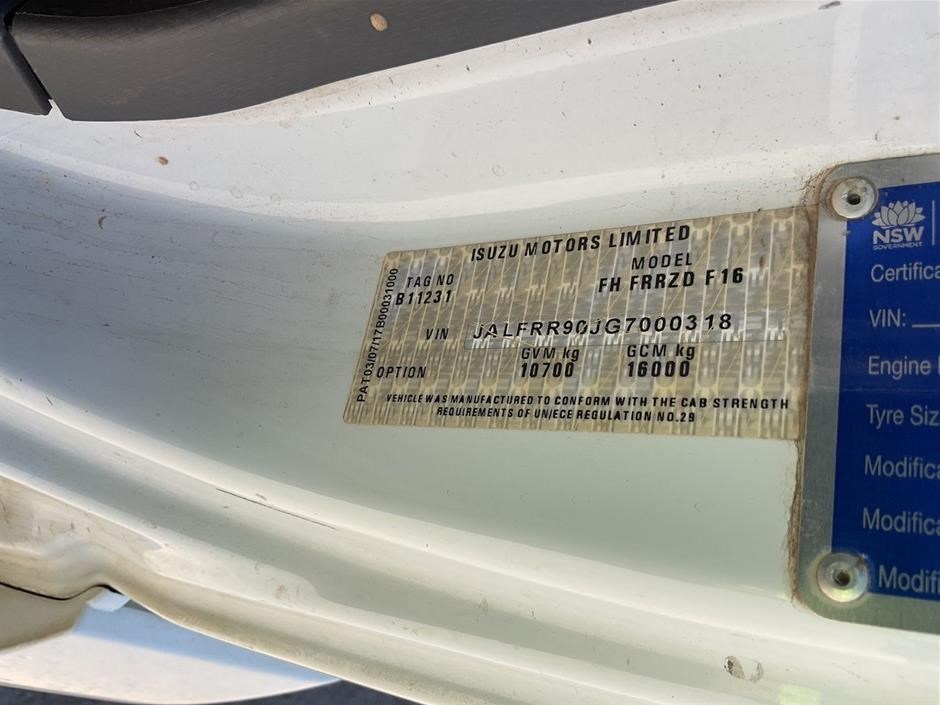 ISUZU MOTORS LIMITED
TAG NO MODEL
B11231 FH FRRZD F16
VIN JALFRR90JG7000318
GVM kg GCM kg
OPTION 10700 16000
VEHICLE WAS MANUFACTURED TO CONFORM WITH THE CAB STRENGTH
REQUIREMENTS OF UN/ECE REGULATION NO.29
PAT03/07/17B00031000
NSW
GOVERNMENT
Certifica
VIN:
Engine
Tyre Siz
Modifica
Modifica
Modifi